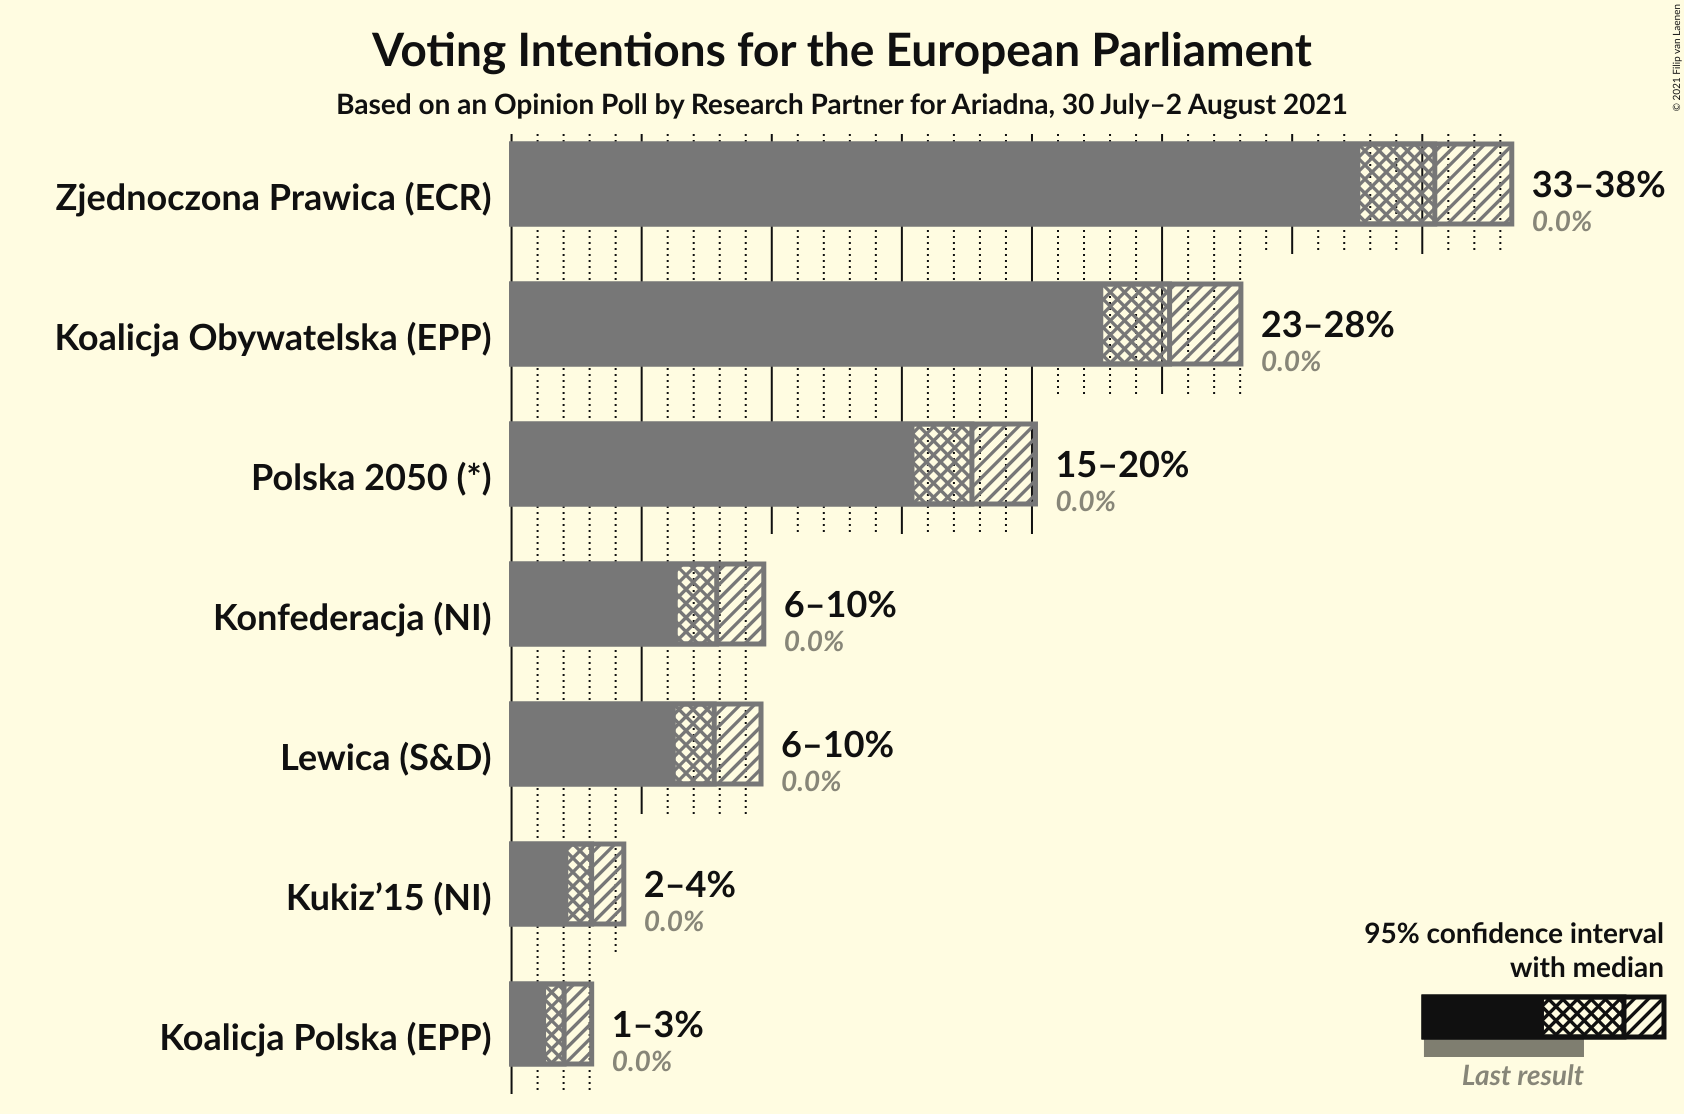 Voting Intentions for the European Parliament
Based on an Opinion Poll by Research Partner for Ariadna, 30 July–2 August 2021
© 2021 Filip van Laenen
Zjednoczona Prawica (ECR)
33–38%
0.0%
Koalicja Obywatelska (EPP)
23–28%
0.0%
Polska 2050 (*)
15–20%
0.0%
Konfederacja (NI)
6–10%
0.0%
Lewica (S&D)
6–10%
0.0%
Kukiz’15 (NI)
2–4%
0.0%
Koalicja Polska (EPP)
1–3%
0.0%
95% confidence interval
with median
Last result